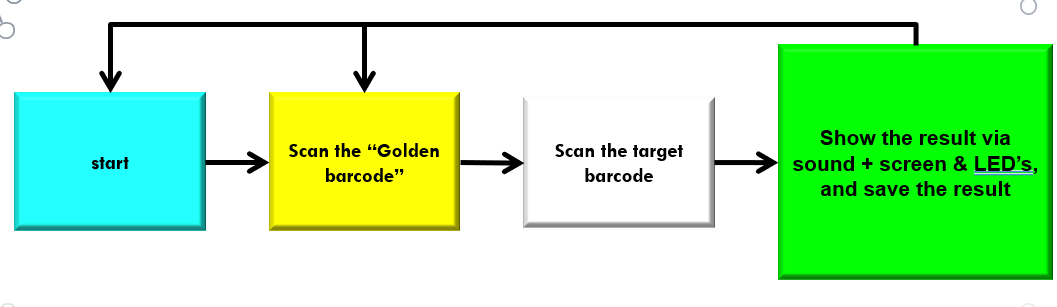 start
Scan the “Golden
barcode”
Scan the target
barcode
Show the result via
sound + screen & LED’s,
and save the result